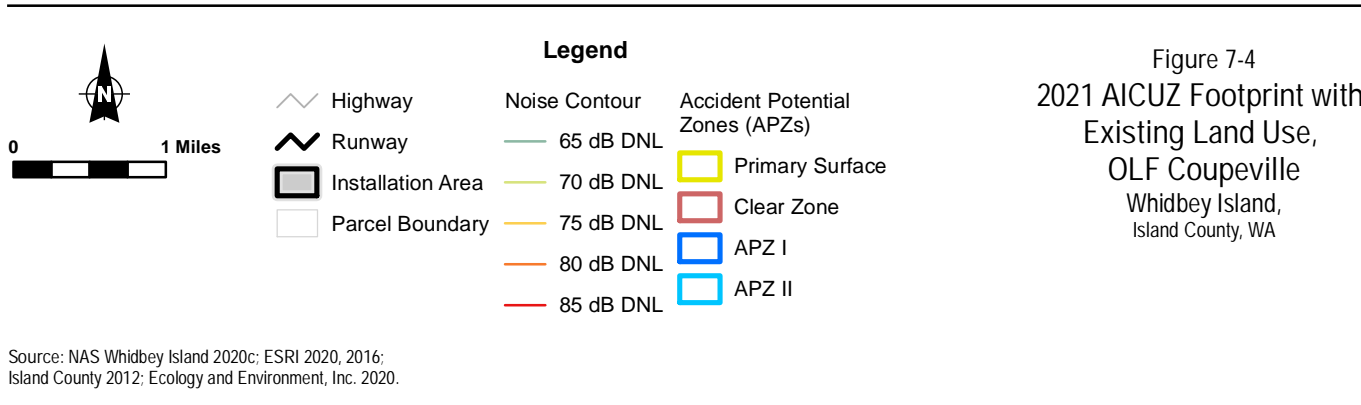 N
0 1 Miles
Legend
Highway
Runway
Installation Area
Parcel Boundary
Noise Contour
65 dB DNL
70 dB DNL
75 dB DNL
80 dB DNL
85 dB DNL
Accident Potential
Zones (APZs)
Primary Surface
Clear Zone
APZ I
APZ II
Figure 7-4
2021 AICUZ Footprint with
Existing Land Use,
OLF Coupeville
Whidbey Island,
Island County, WA
Source: NAS Whidbey Island 2020c; ESRI 2020, 2016;
Island County 2012; Ecology and Environment, Inc. 2020.